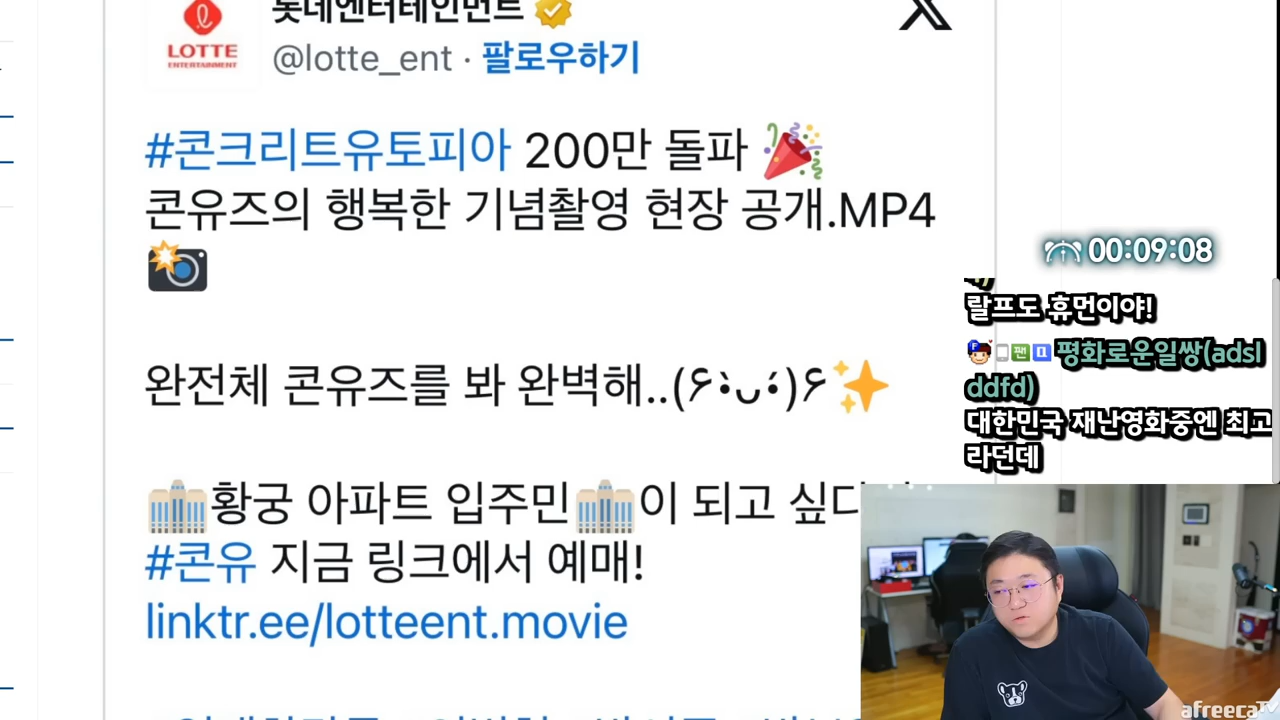 롯데엔터테인먼트
LOTTE
ENTERTAINMENT
@lotte_ent · 팔로우하기
#콘크리트유토피아 200만 돌파 🎉
콘유즈의 행복한 기념촬영 현장 공개.MP4
📸
완전체 콘유즈를 봐 완벽해..(۶•̀ᴗ•́)۶✨
🏨황궁 아파트 입주민🏨이 되고 싶다
#콘유 지금 링크에서 예매!
linktr.ee/lotteent.movie
00:09:08
랄프도 휴먼이야!
팬 평화로운일쌍(adsl
ddfd)
대한민국 재난영화중엔 최고
라던데
afreecaTV